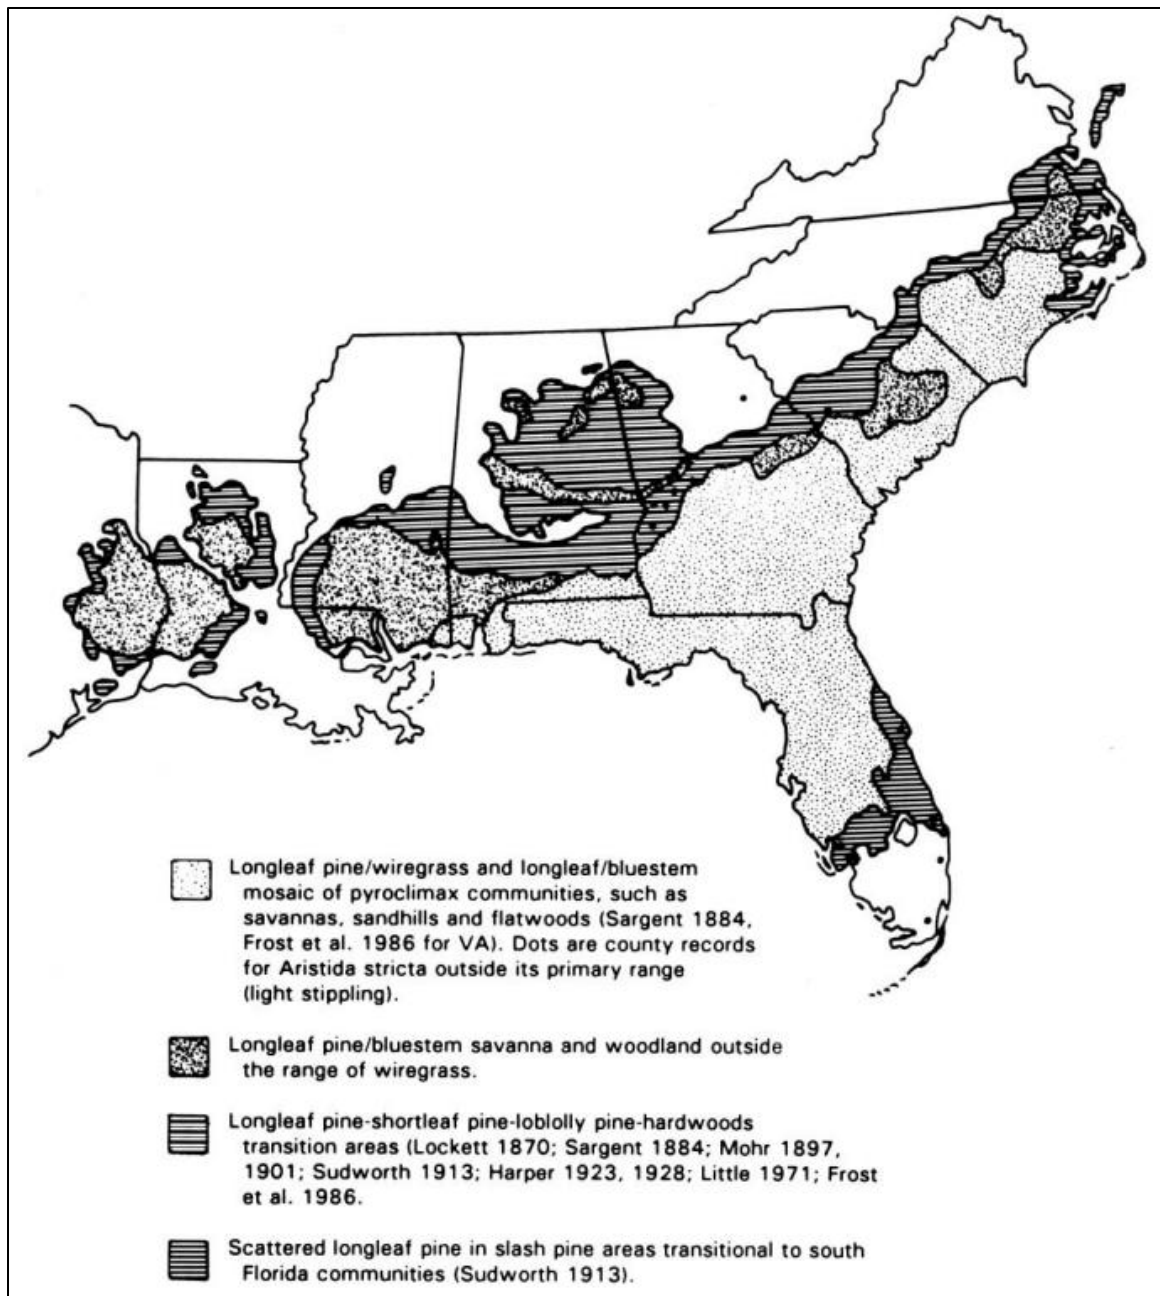 Longleaf pine/wiregrass and longleaf/bluestem
mosaic of pyroclimax communities, such as
savannas, sandhills and flatwoods (Sargent 1884,
Frost et al. 1986 for VA). Dots are county records
for Aristida stricta outside its primary range
(light stippling).
Longleaf pine/bluestem savanna and woodland outside
the range of wiregrass.
Longleaf pine-shortleaf pine-loblolly pine-hardwoods
transition areas (Lockett 1870; Sargent 1884; Mohr 1897,
1901; Sudworth 1913; Harper 1923, 1928; Little 1971; Frost
et al. 1986.
Scattered longleaf pine in slash pine areas transitional to south
Florida communities (Sudworth 1913).